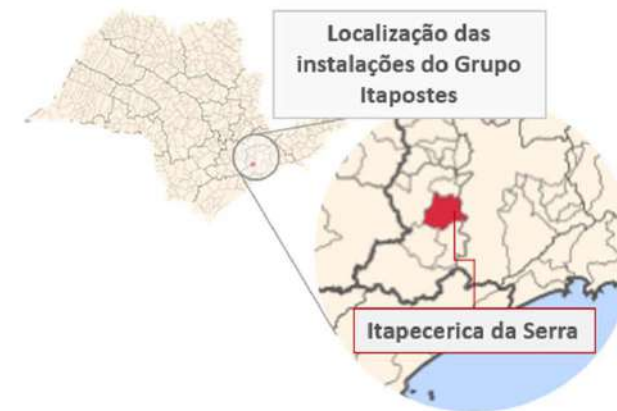 Localização das
instalações do Grupo
Itapostes
Itapecerica da Serra